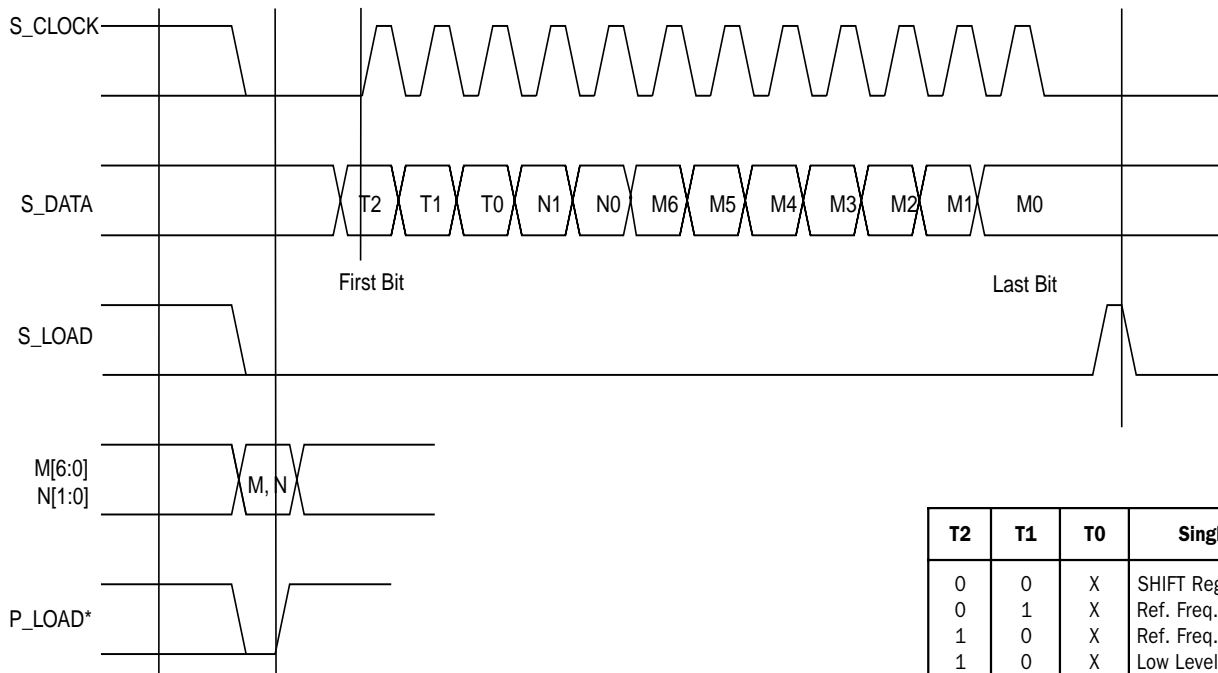 S_CLOCK
S_DATA
T2 T1 T0 N1 N0 M6 M5 M4 M3 M2 M1 M0
First Bit
Last Bit
S_LOAD
M[6:0]
N[1:0]
M, N
P_LOAD*
T2 T1 T0 Singl
0 0 X SHIFT Reg
0 1 X Ref. Freq.
1 0 X Ref. Freq.
1 0 X Low Level